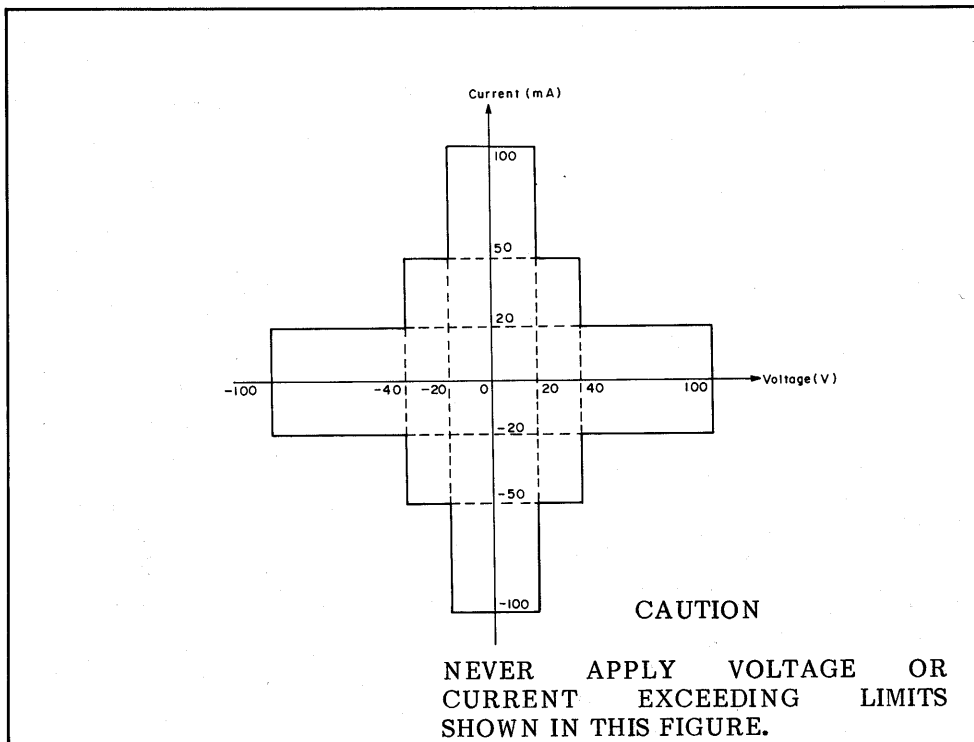 Current (mA)
100
50
20
-100 -40 -20 0 20 40 100 Voltage (V)
-20
-50
-100
CAUTION
NEVER APPLY VOLTAGE OR
CURRENT EXCEEDING LIMITS
SHOWN IN THIS FIGURE.